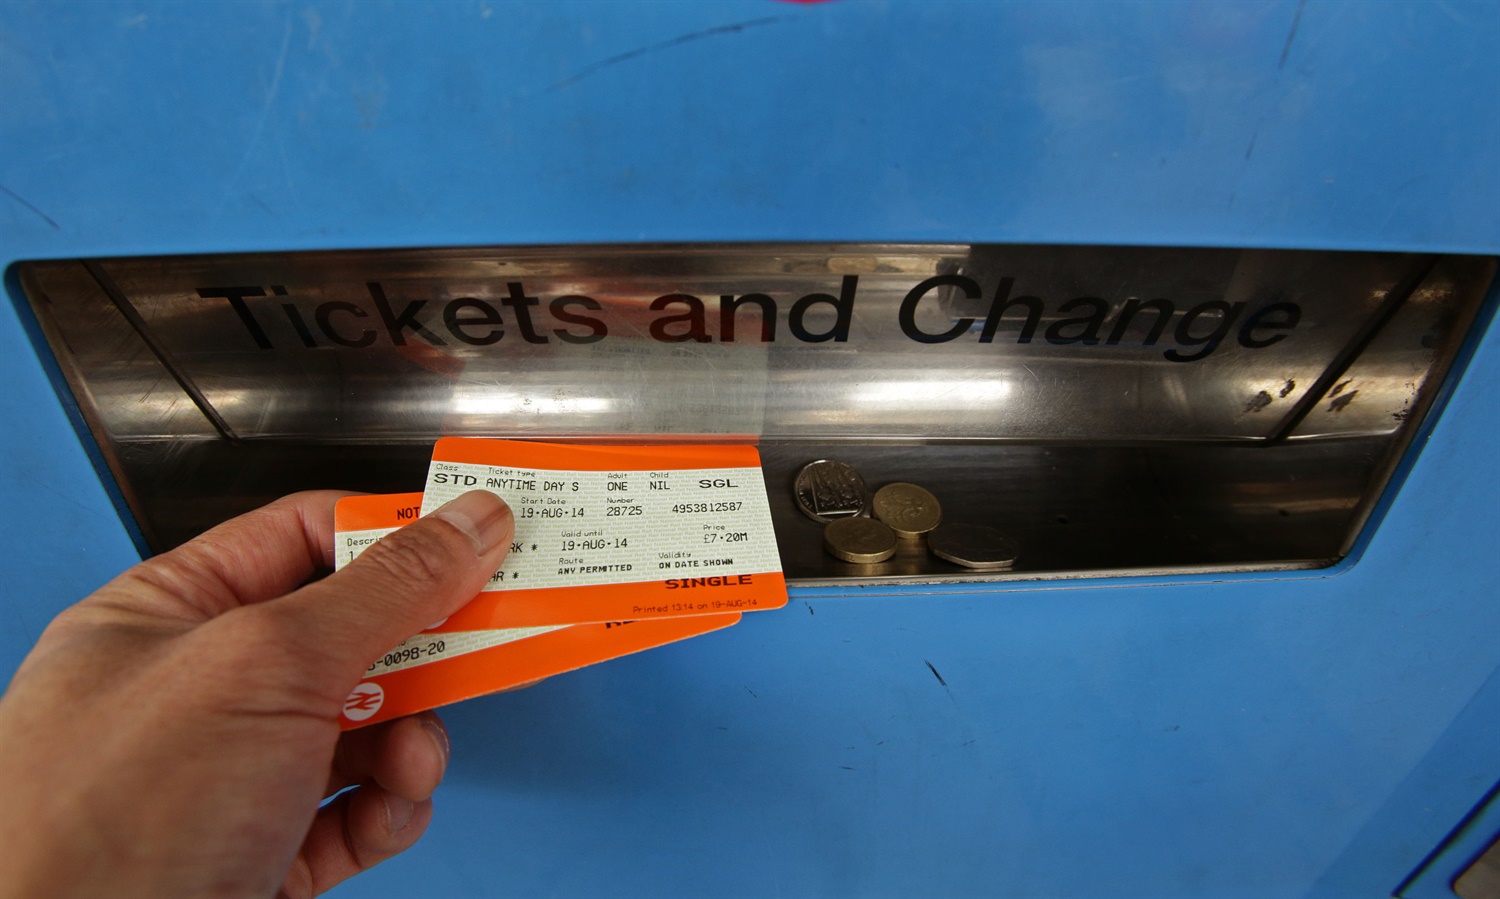 Tickets and Change
Class Ticket type Adult Child
STD ANYTIME DAY S ONE NIL SGL
Start Date Number
19·AUG·14 28725 4953812587
Valid until Price
RK * 19·AUG·14 £7·20M
Route Validity
HR * ANY PERMITTED ON DATE SHOWN
SINGLE
Printed 13:14 on 19-AUG-14
NOT
-0098-20